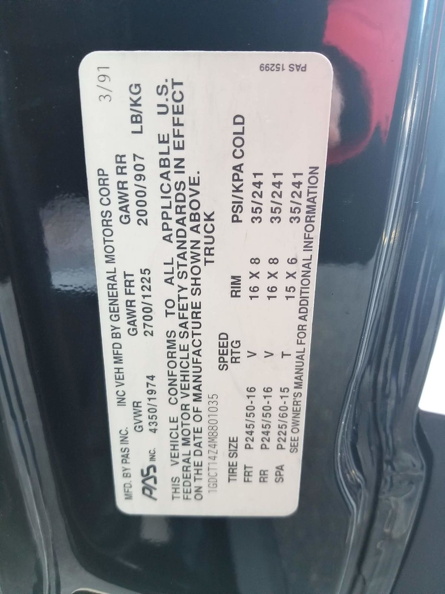 MFD. BY PAS INC. INC VEH MFD BY GENERAL MOTORS CORP 3/91
GVWR GAWR FRT GAWR RR
PAS INC. 4350/1974 2700/1225 2000/907 LB/KG
THIS VEHICLE CONFORMS TO ALL APPLICABLE U.S.
FEDERAL MOTOR VEHICLE SAFETY STANDARDS IN EFFECT
ON THE DATE OF MANUFACTURE SHOWN ABOVE.
1GDCT14Z4M8801035 TRUCK
TIRE SIZE SPEED RTG RIM PSI/KPA COLD
FRT P245/50-16 V 16 X 8 35/241
RR P245/50-16 V 16 X 8 35/241
SPA P225/60-15 T 15 X 6 35/241
SEE OWNER'S MANUAL FOR ADDITIONAL INFORMATION
PAS 15299